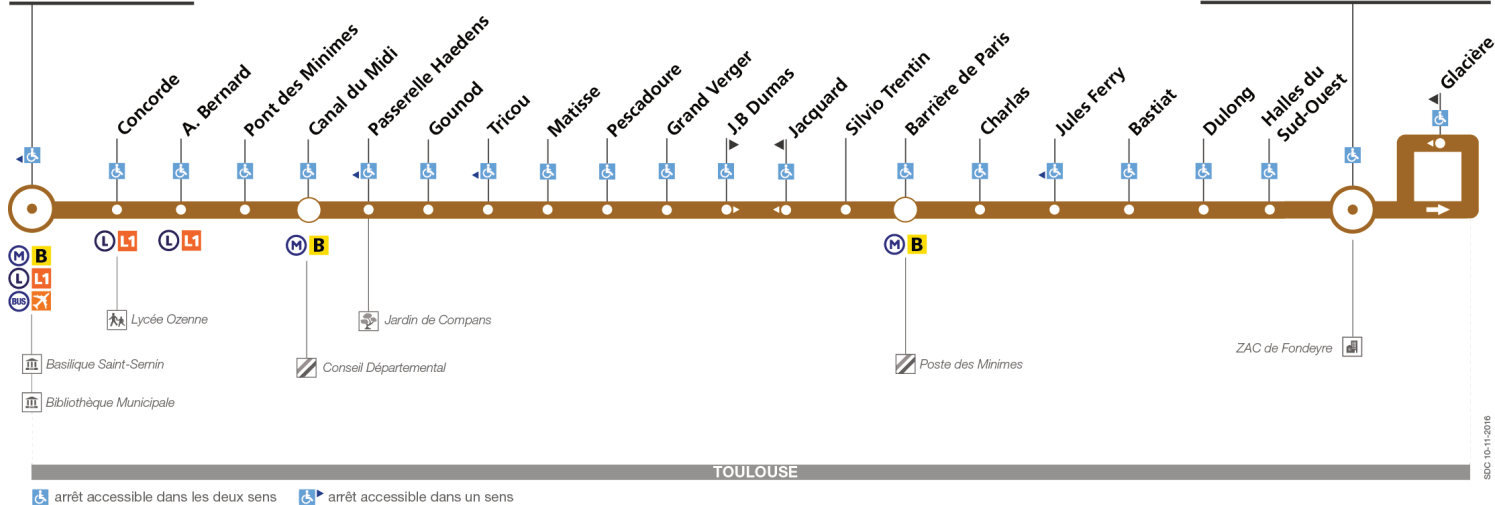 Concorde
A. Bernard
Pont des Minimes
Canal du Midi
Passerelle Haedens
Gounod
Tricou
Matisse
Pescadoure
Grand Verger
J.B Dumas
Jacquard
Silvio Trentin
Barrière de Paris
Charlas
Jules Ferry
Bastiat
Dulong
Halles du
Sud-Ouest
Glacière
M B
L L1
BUS
L L1
L L1
M B
M B
Lycée Ozenne
Jardin de Compans
Basilique Saint-Sernin
Conseil Départemental
Poste des Minimes
ZAC de Fondeyre
Bibliothèque Municipale
TOULOUSE
SDC 10-11-2016
arrêt accessible dans les deux sens
arrêt accessible dans un sens